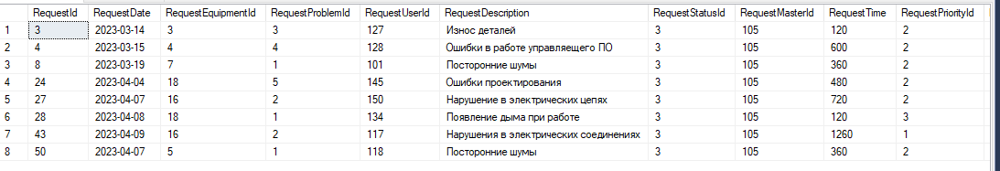 RequestId RequestDate RequestEquipmentId RequestProblemId RequestUserId RequestDescription RequestStatusId RequestMasterId RequestTime RequestPriorityId
1 3 2023-03-14 3 3 127 Износ деталей 3 105 120 2
2 4 2023-03-15 4 4 128 Ошибки в работе управляещего ПО 3 105 600 2
3 8 2023-03-19 7 1 101 Посторонние шумы 3 105 360 2
4 24 2023-04-04 18 5 145 Ошибки проектирования 3 105 480 2
5 27 2023-04-07 16 2 150 Нарушение в электрических цепях 3 105 720 2
6 28 2023-04-08 18 1 134 Появление дыма при работе 3 105 120 3
7 43 2023-04-09 16 2 117 Нарушения в электрических соединениях 3 105 1260 1
8 50 2023-04-07 5 1 118 Посторонние шумы 3 105 360 2